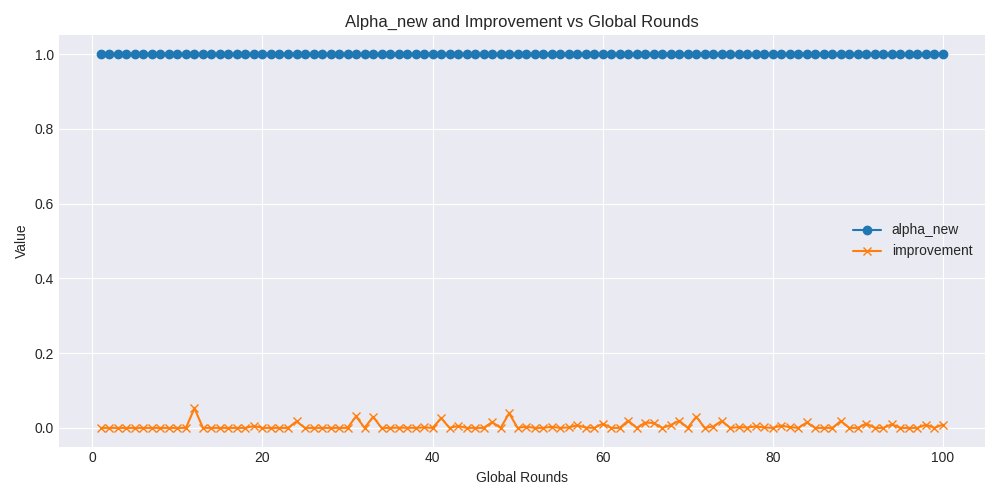 Alpha_new and Improvement vs Global Rounds
1.0
0.8
0.6
0.4
0.2
0.0
Value
alpha_new
improvement
0 20 40 60 80 100
Global Rounds